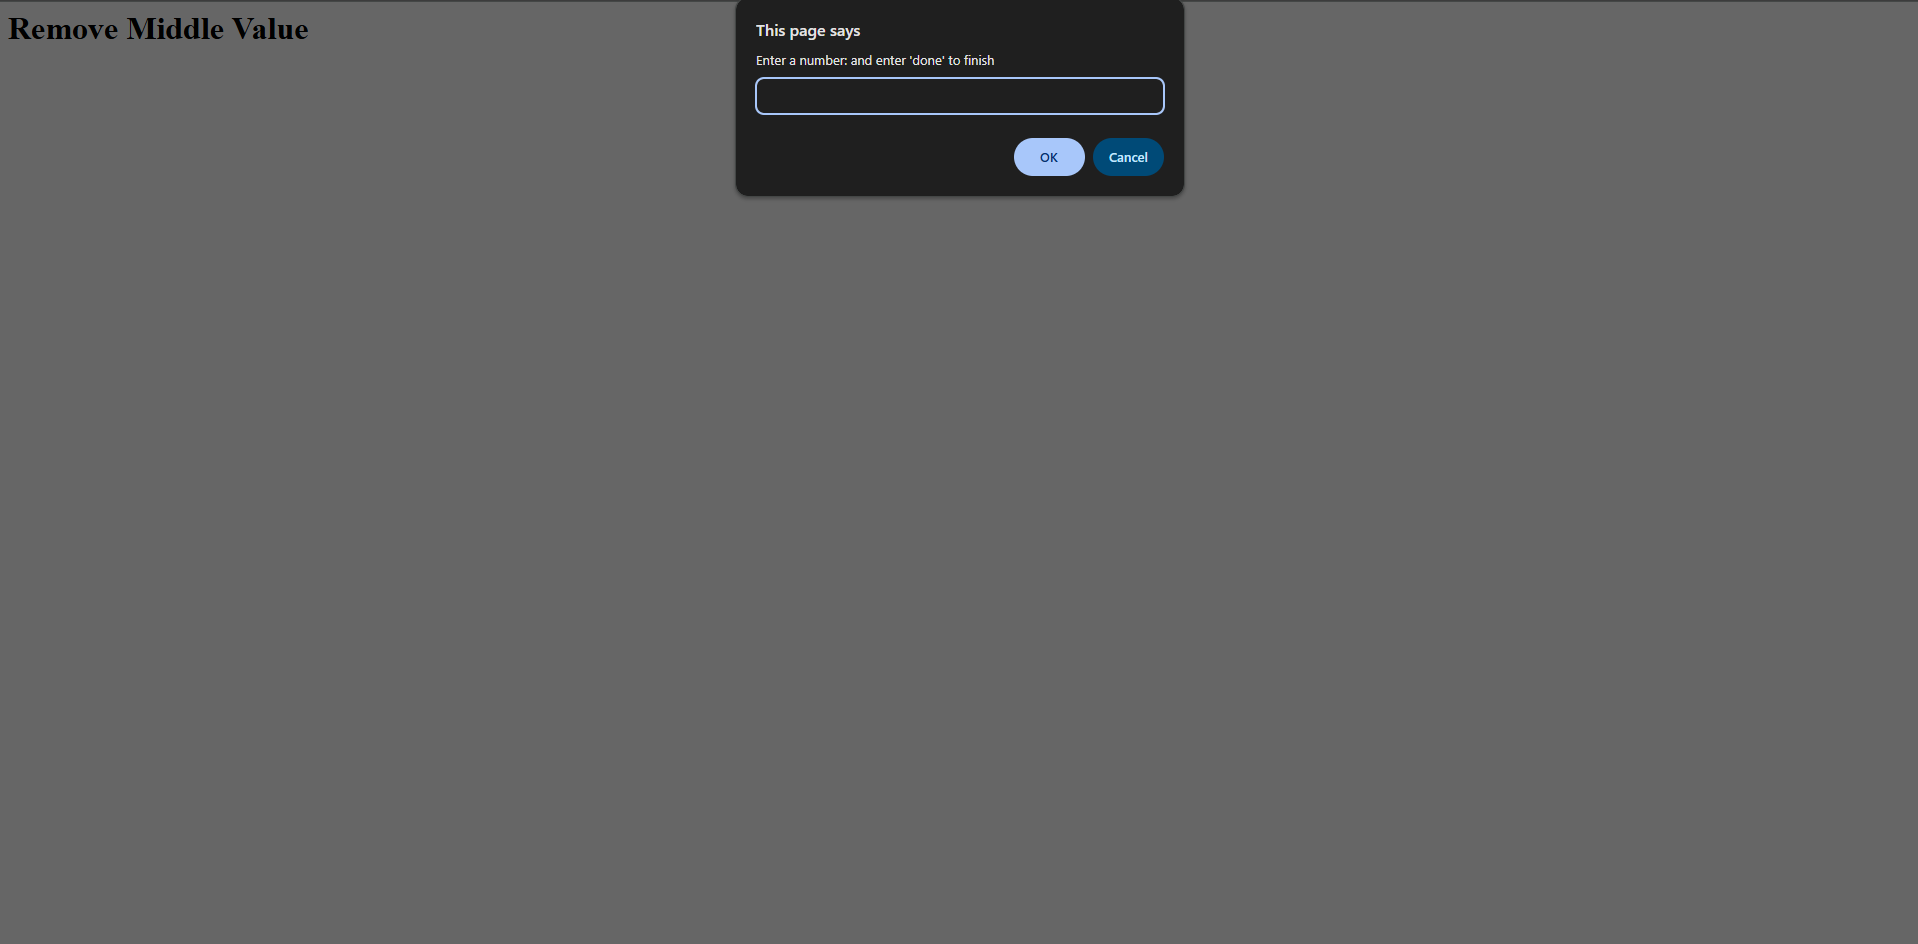 Remove Middle Value
This page says
Enter a number: and enter 'done' to finish
OK
Cancel